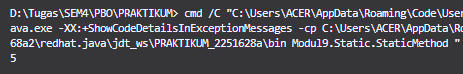 D:\Tugas\SEM4\PBO\PRAKTIKUM> cmd /C "C:\Users\ACER\AppData\Roaming\Code\User
ava.exe -XX:+ShowCodeDetailsInExceptionMessages -cp C:\Users\ACER\AppData\Ro
68a2\redhat.java\jdt_ws\PRAKTIKUM_2251628a\bin Modul9.Static.StaticMethod "
5